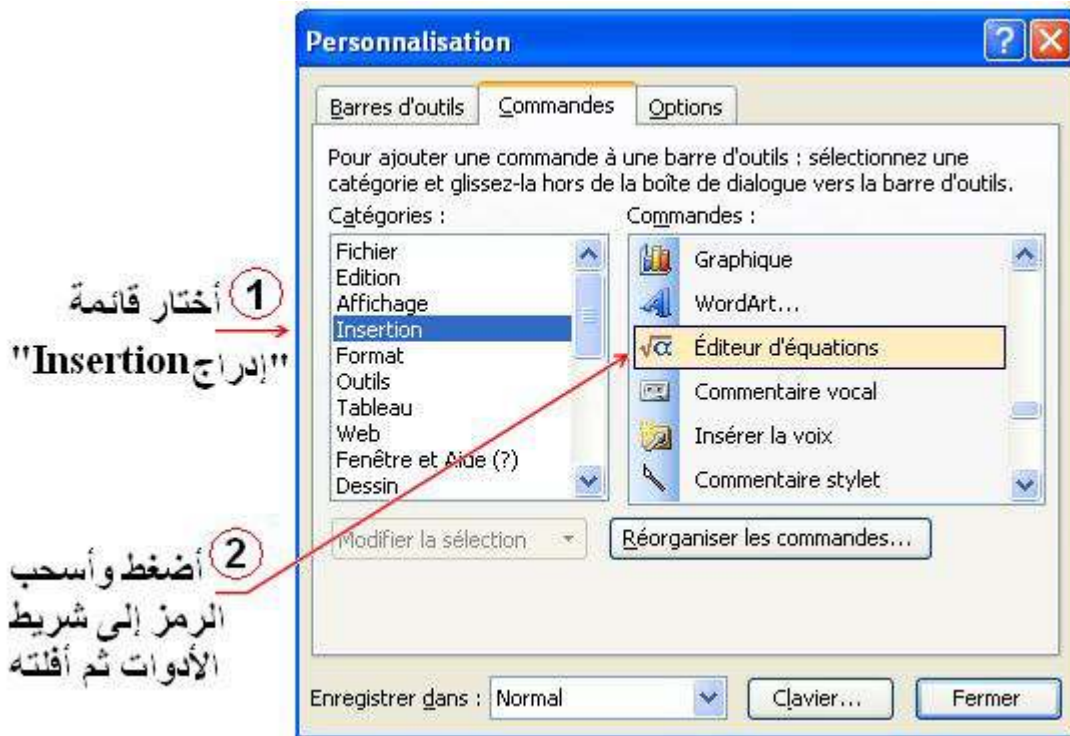 Personnalisation
Barres d'outils Commandes Options
Pour ajouter une commande à une barre d'outils : sélectionnez une
catégorie et glissez-la hors de la boîte de dialogue vers la barre d'outils.
Catégories :
Fichier
Edition
Affichage
Insertion
Format
Outils
Tableau
Web
Fenêtre et Aide (?)
Dessin
Commandes :
Graphique
WordArt...
√α Éditeur d'équations
Commentaire vocal
Insérer la voix
Commentaire stylet
Modifier la sélection
Réorganiser les commandes...
Enregistrer dans : Normal
Clavier...
Fermer
1 أختار قائمة
"إدراج Insertion"
2 أضغط وأسحب
الرمز إلى شريط
الأدوات ثم أفلته